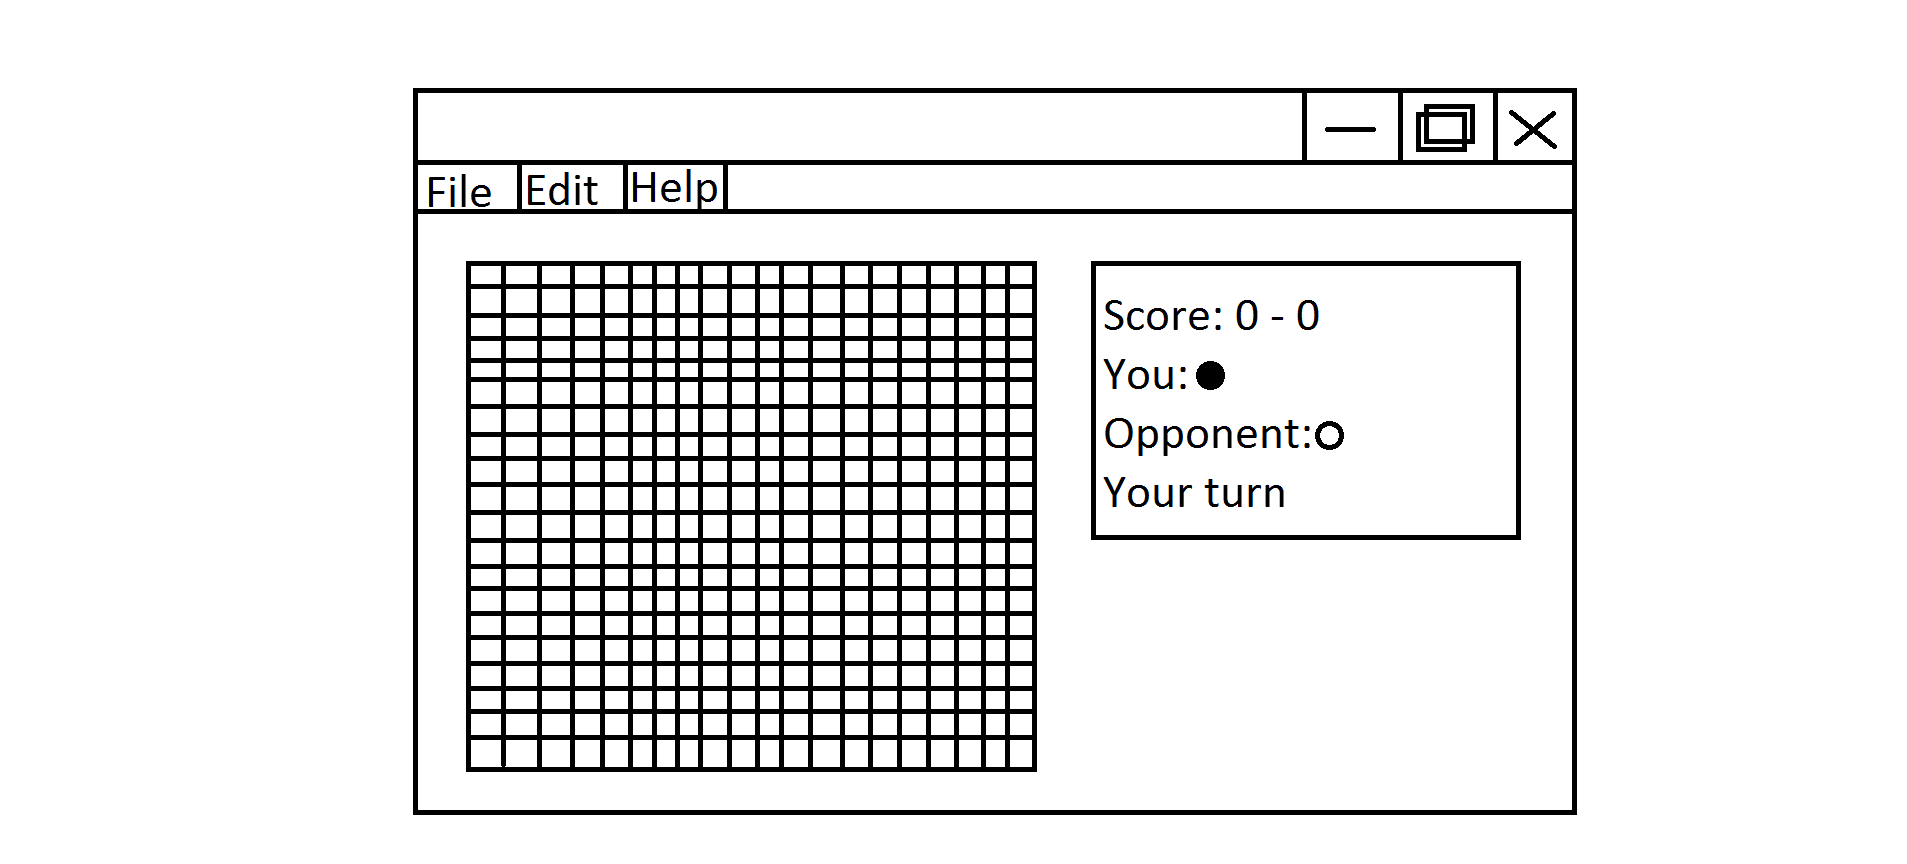 File Edit Help
Score: 0 - 0
You:
Opponent:
Your turn